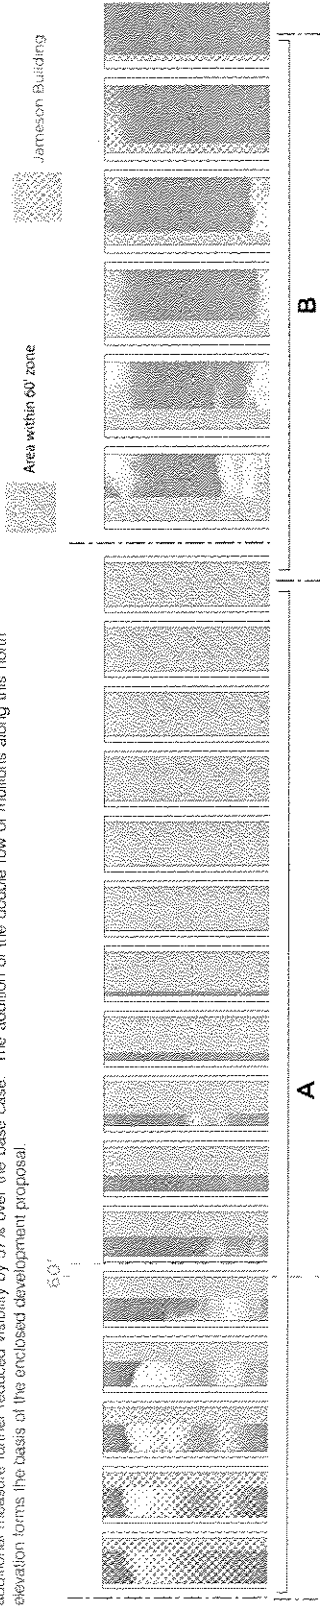 additional measure further reduced visibility by 57% over the base case. The addition of the double row of mullions along this north
elevation forms the basis of the enclosed development proposal.
Area within 60' zone
Jameson Building
60'
A
B